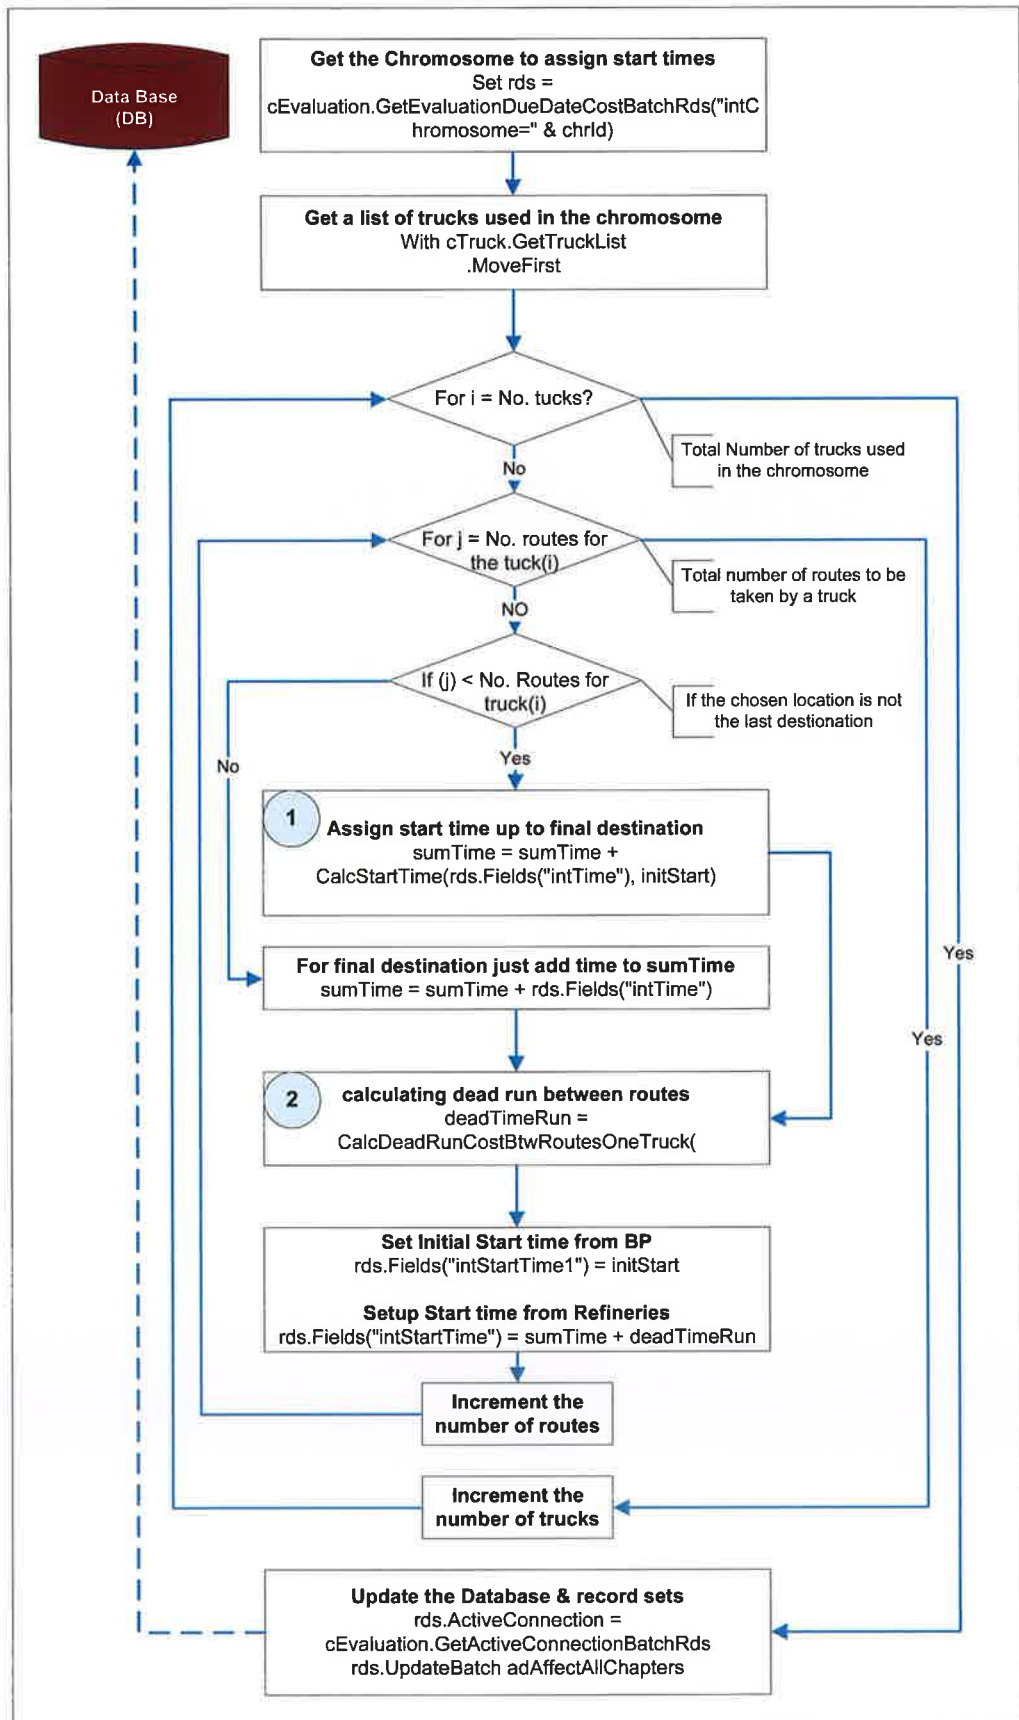 Data Base
(DB)
Get the Chromosome to assign start times
Set rds =
cEvaluation.GetEvaluationDueDateCostBatchRds("intC
hromosome=" & chrId)
Get a list of trucks used in the chromosome
With cTruck.GetTruckList
.MoveFirst
For i = No. tucks?
Total Number of trucks used
in the chromosome
No
For j = No. routes for
the tuck(i)
Total number of routes to be
taken by a truck
NO
If (j) < No. Routes for
truck(i)
If the chosen location is not
the last destionation
No
Yes
1
Assign start time up to final destination
sumTime = sumTime +
CalcStartTime(rds.Fields("intTime"), initStart)
Yes
For final destination just add time to sumTime
sumTime = sumTime + rds.Fields("intTime")
Yes
2
calculating dead run between routes
deadTimeRun =
CalcDeadRunCostBtwRoutesOneTruck(
Set Initial Start time from BP
rds.Fields("intStartTime1") = initStart
Setup Start time from Refineries
rds.Fields("intStartTime") = sumTime + deadTimeRun
Increment the
number of routes
Increment the
number of trucks
Update the Database & record sets
rds.ActiveConnection =
cEvaluation.GetActiveConnectionBatchRds
rds.UpdateBatch adAffectAllChapters